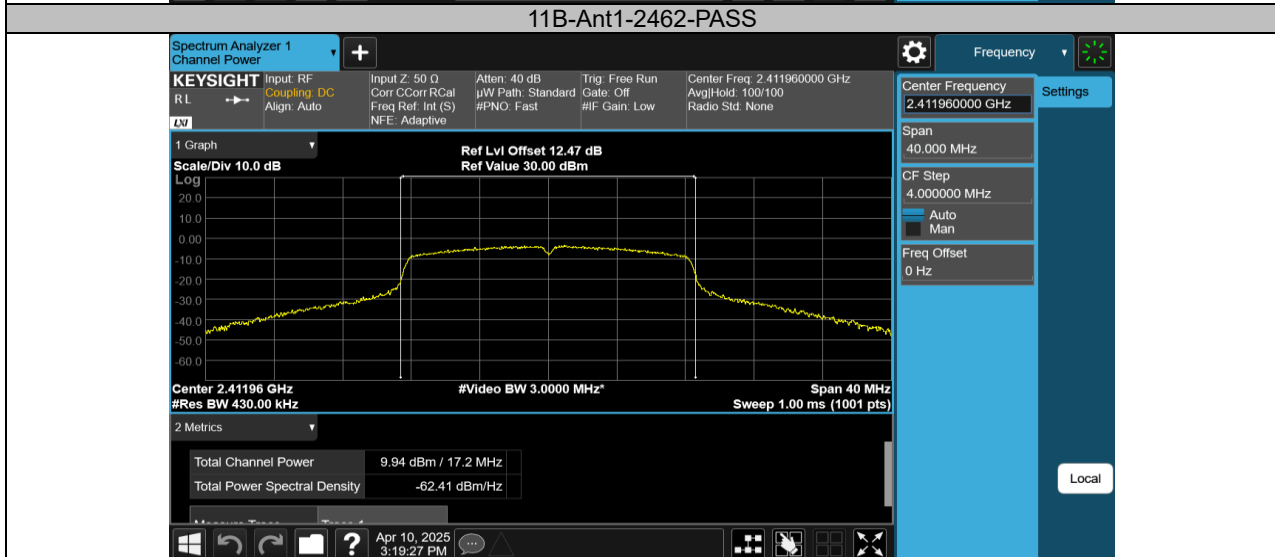 11B-Ant1-2462-PASS
Spectrum Analyzer 1
Channel Power
Frequency
KEYSIGHT
R L
LXI
Input: RF
Coupling: DC
Align: Auto
Input Z: 50 Ω
Corr CCorr RCal
Freq Ref: Int (S)
NFE: Adaptive
Atten: 40 dB
µW Path: Standard
#PNO: Fast
Trig: Free Run
Gate: Off
#IF Gain: Low
Center Freq: 2.411960000 GHz
Avg|Hold: 100/100
Radio Std: None
Center Frequency
2.411960000 GHz
Settings
Span
40.000 MHz
CF Step
4.000000 MHz
Auto
Man
Freq Offset
0 Hz
1 Graph
Scale/Div 10.0 dB
Ref Lvl Offset 12.47 dB
Ref Value 30.00 dBm
Log
20.0
10.0
0.00
-10.0
-20.0
-30.0
-40.0
-50.0
-60.0
Center 2.41196 GHz
#Video BW 3.0000 MHz*
Span 40 MHz
#Res BW 430.00 kHz
Sweep 1.00 ms (1001 pts)
2 Metrics
Total Channel Power 9.94 dBm / 17.2 MHz
Total Power Spectral Density -62.41 dBm/Hz
Local
Apr 10, 2025
3:19:27 PM